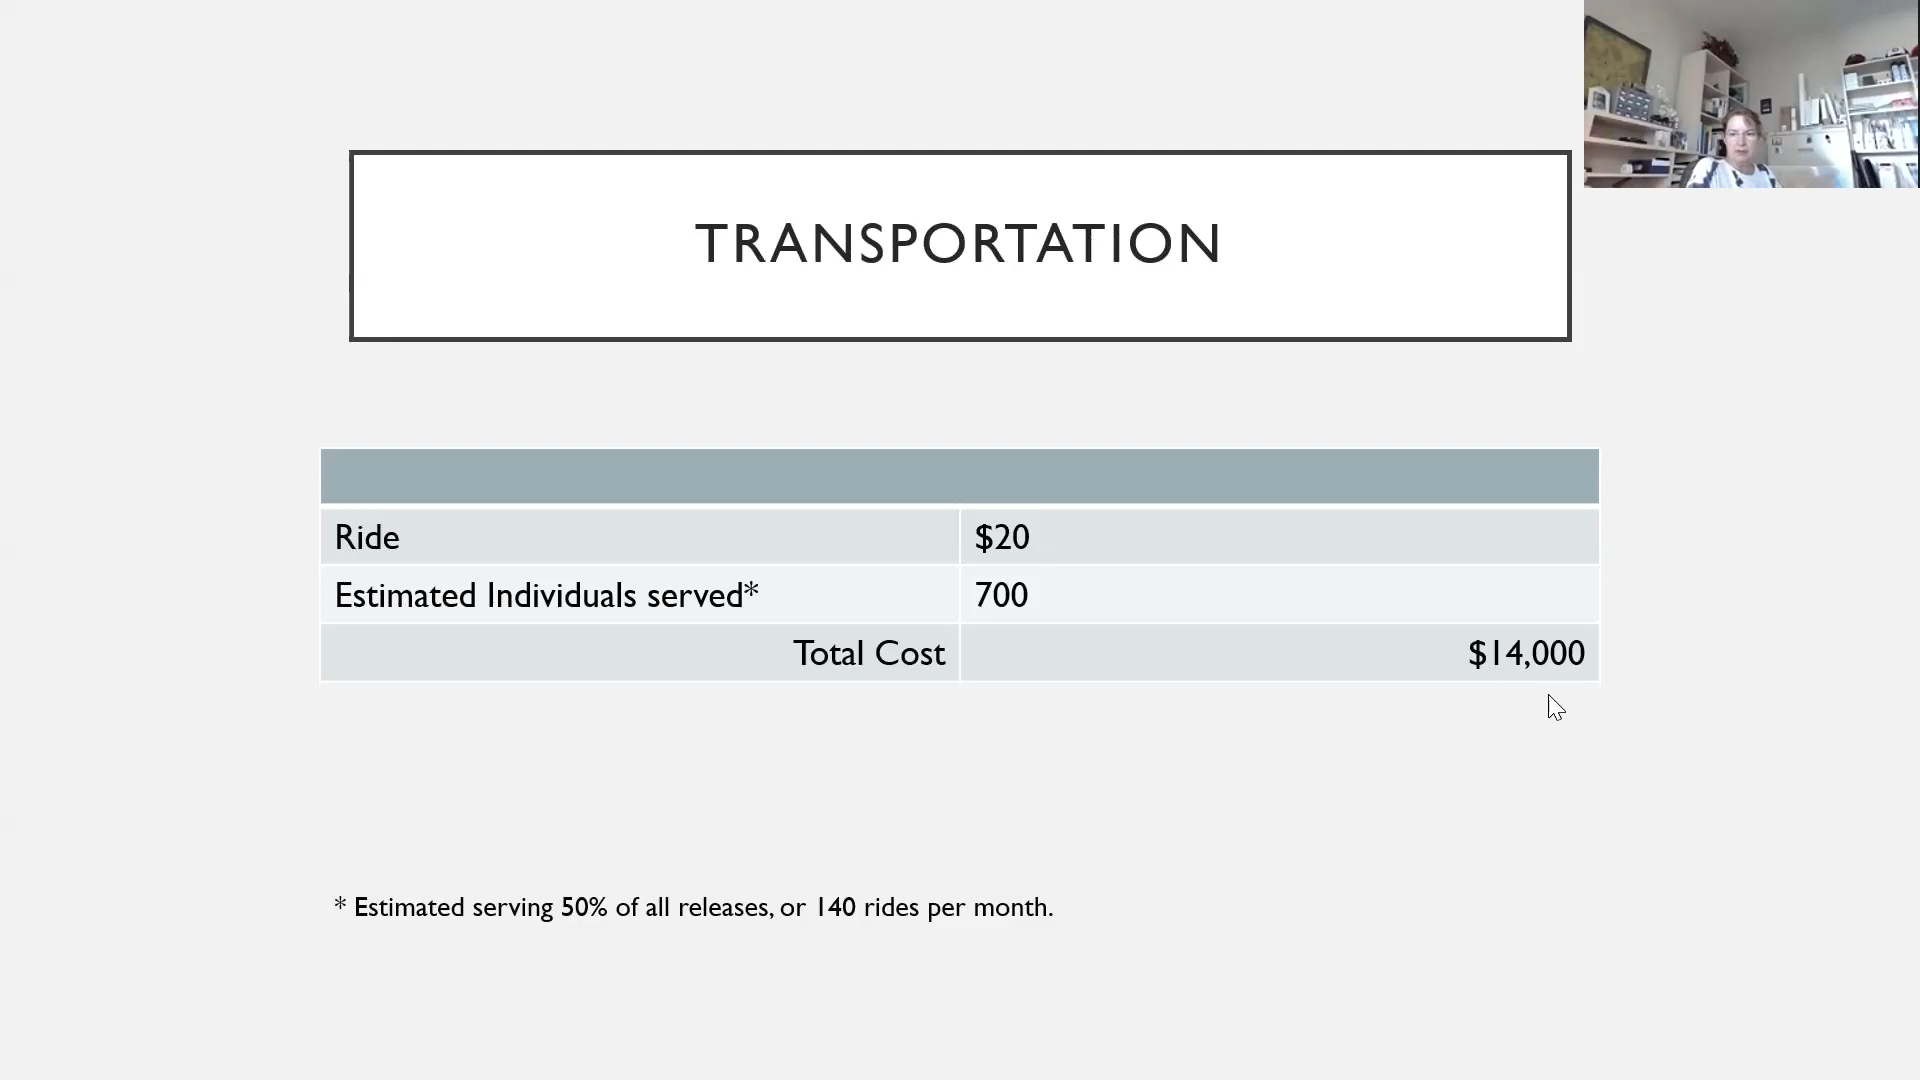 TRANSPORTATION
Ride $20
Estimated Individuals served* 700
Total Cost $14,000
* Estimated serving 50% of all releases, or 140 rides per month.